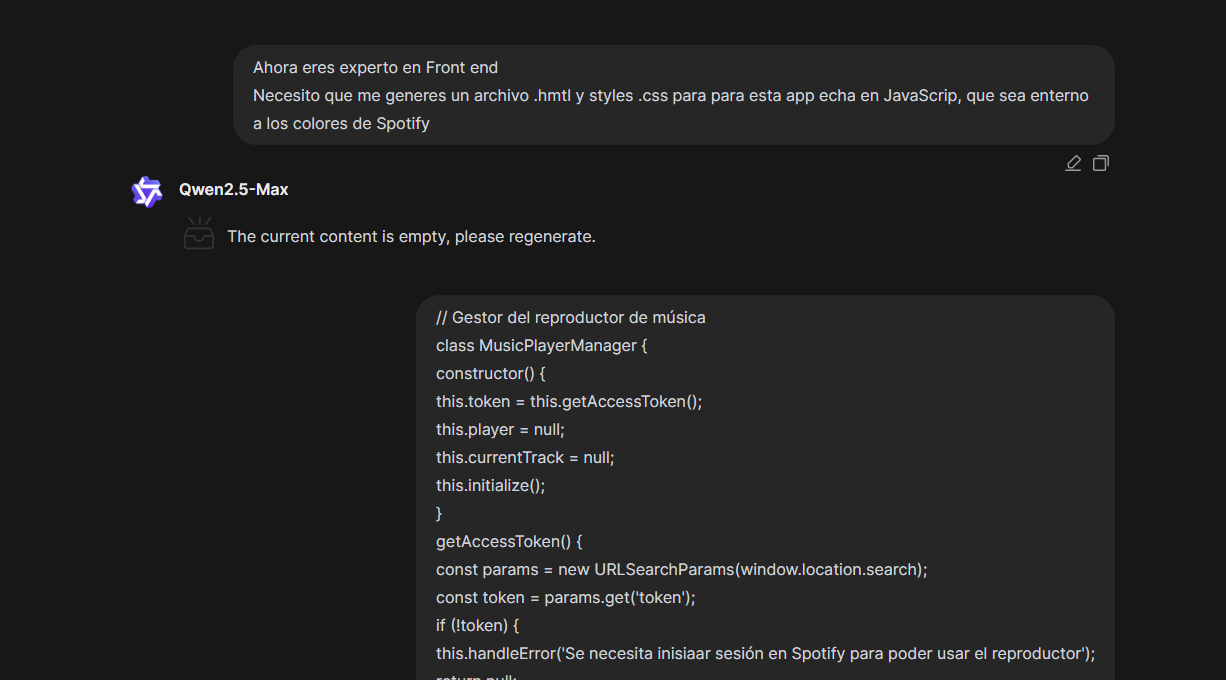 Ahora eres experto en Front end
Necesito que me generes un archivo .hmtl y styles .css para para esta app echa en JavaScrip, que sea enterno
a los colores de Spotify
Qwen2.5-Max
The current content is empty, please regenerate.
// Gestor del reproductor de música
class MusicPlayerManager {
constructor() {
this.token = this.getAccessToken();
this.player = null;
this.currentTrack = null;
this.initialize();
}
getAccessToken() {
const params = new URLSearchParams(window.location.search);
const token = params.get('token');
if (!token) {
this.handleError('Se necesita inisiaar sesión en Spotify para poder usar el reproductor');
return null;